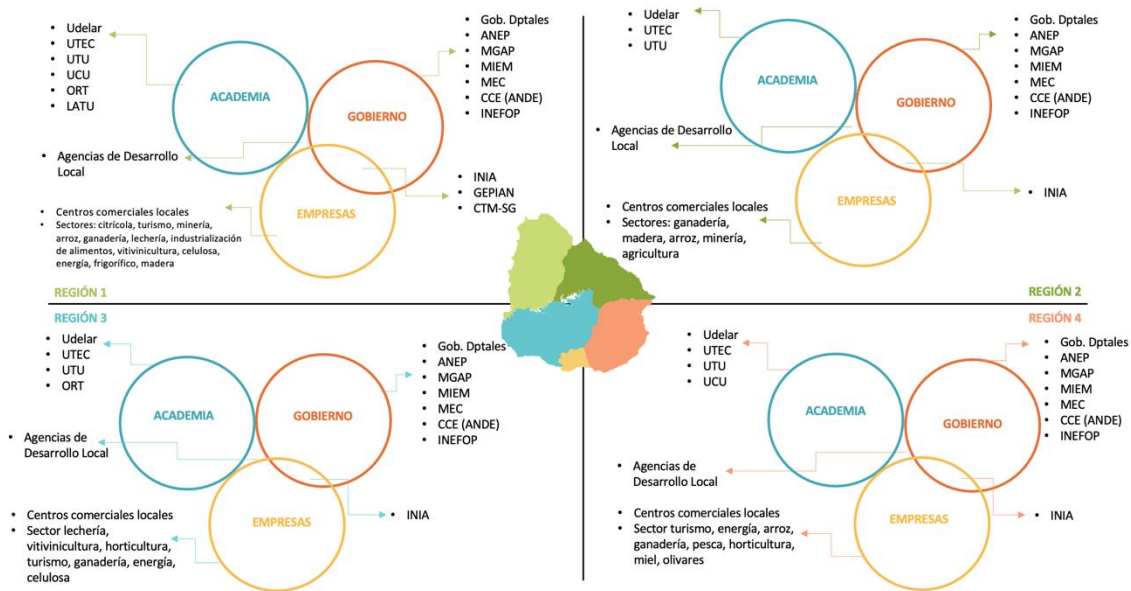 • Udelar
• UTEC
• UTU
• UCU
• ORT
• LATU
ACADEMIA
• Gob. Dptales
• ANEP
• MGAP
• MIEM
• MEC
• CCE (ANDE)
• INEFOP
GOBIERNO
• Agencias de Desarrollo
Local
• INIA
• GEPIAN
• CTM-SG
EMPRESAS
• Centros comerciales locales
• Sectores: citrícola, turismo, minería,
arroz, ganadería, lechería, industrialización
de alimentos, vitivinicultura, celulosa,
energía, frigorífico, madera
REGIÓN 1
• Udelar
• UTEC
• UTU
ACADEMIA
• Gob. Dptales
• ANEP
• MGAP
• MIEM
• MEC
• CCE (ANDE)
• INEFOP
GOBIERNO
• Agencias de Desarrollo
Local
• INIA
EMPRESAS
• Centros comerciales locales
• Sectores: ganadería,
madera, arroz, minería,
agricultura
REGIÓN 2
REGIÓN 3
• Udelar
• UTEC
• UTU
• ORT
ACADEMIA
• Gob. Dptales
• ANEP
• MGAP
• MIEM
• MEC
• CCE (ANDE)
• INEFOP
GOBIERNO
• Agencias de
Desarrollo Local
• INIA
EMPRESAS
• Centros comerciales locales
• Sector lechería,
vitivinicultura, horticultura,
turismo, ganadería, energía,
celulosa
REGIÓN 4
• Udelar
• UTEC
• UTU
• UCU
ACADEMIA
• Gob. Dptales
• ANEP
• MGAP
• MIEM
• MEC
• CCE (ANDE)
• INEFOP
GOBIERNO
• Agencias de
Desarrollo Local
• INIA
EMPRESAS
• Centros comerciales locales
• Sector turismo, energía, arroz,
ganadería, pesca, horticultura,
miel, olivares